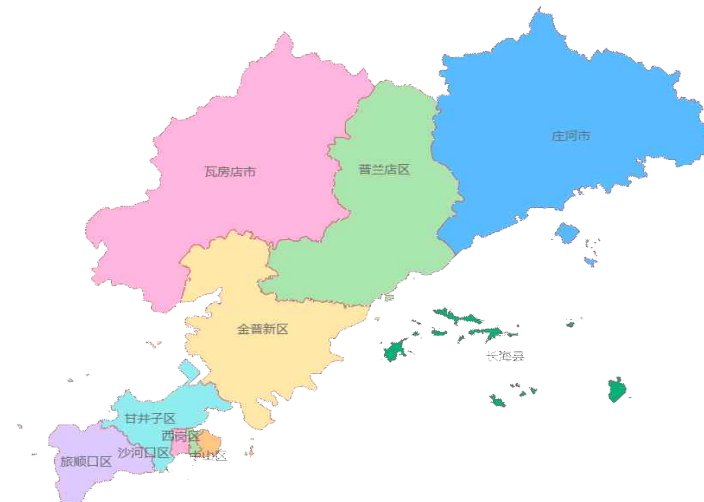 庄河市
瓦房店市
普兰店区
金普新区
长海县
甘井子区
西岗区
沙河口区
中山区
旅顺口区